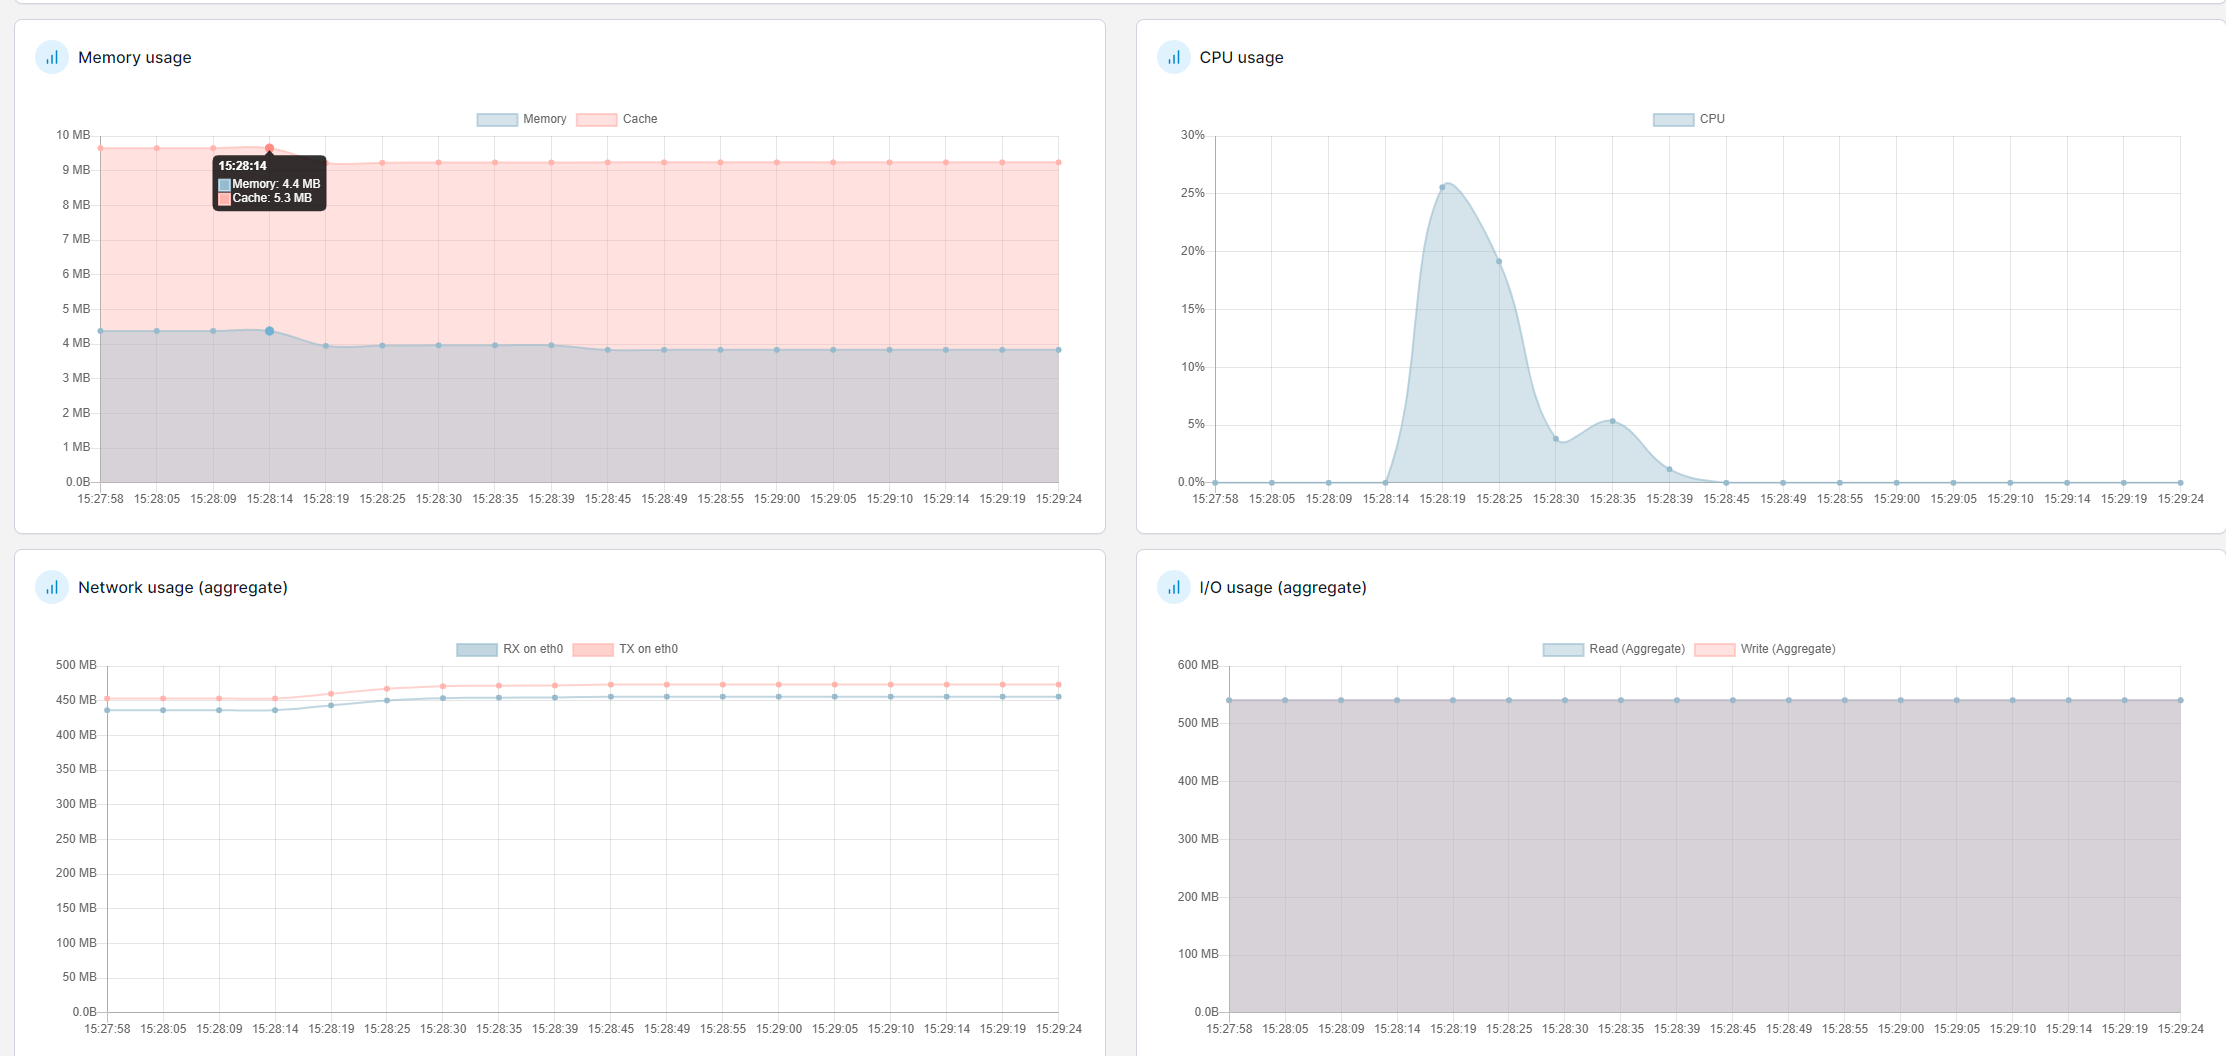 Memory usage
Memory Cache
10 MB
9 MB
8 MB
7 MB
6 MB
5 MB
4 MB
3 MB
2 MB
1 MB
0.0B
15:28:14
Memory: 4.4 MB
Cache: 5.3 MB
15:27:58 15:28:05 15:28:09 15:28:14 15:28:19 15:28:25 15:28:30 15:28:35 15:28:39 15:28:45 15:28:49 15:28:55 15:29:00 15:29:05 15:29:10 15:29:14 15:29:19 15:29:24
CPU usage
CPU
30%
25%
20%
15%
10%
5%
0.0%
15:27:58 15:28:05 15:28:09 15:28:14 15:28:19 15:28:25 15:28:30 15:28:35 15:28:39 15:28:45 15:28:49 15:28:55 15:29:00 15:29:05 15:29:10 15:29:14 15:29:19 15:29:24
Network usage (aggregate)
RX on eth0 TX on eth0
500 MB
450 MB
400 MB
350 MB
300 MB
250 MB
200 MB
150 MB
100 MB
50 MB
0.0B
15:27:58 15:28:05 15:28:09 15:28:14 15:28:19 15:28:25 15:28:30 15:28:35 15:28:39 15:28:45 15:28:49 15:28:55 15:29:00 15:29:05 15:29:10 15:29:14 15:29:19 15:29:24
I/O usage (aggregate)
Read (Aggregate) Write (Aggregate)
600 MB
500 MB
400 MB
300 MB
200 MB
100 MB
0.0B
15:27:58 15:28:05 15:28:09 15:28:14 15:28:19 15:28:25 15:28:30 15:28:35 15:28:39 15:28:45 15:28:49 15:28:55 15:29:00 15:29:05 15:29:10 15:29:14 15:29:19 15:29:24